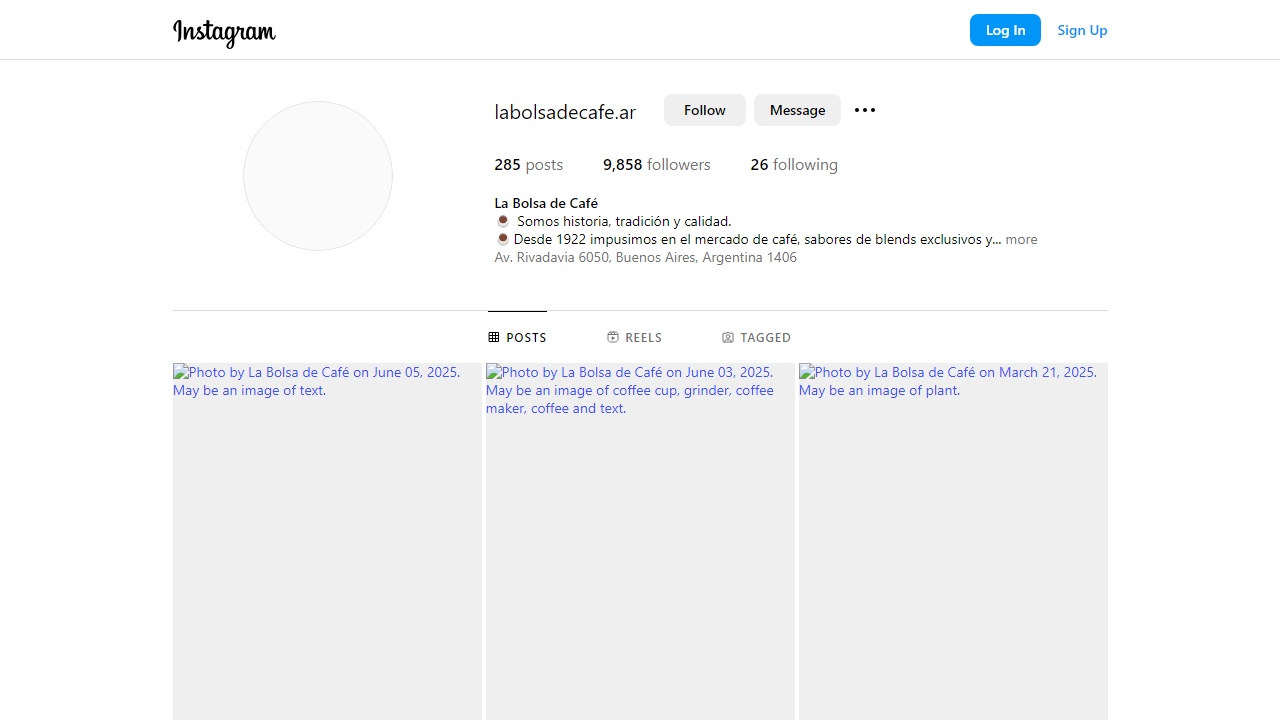 Instagram
Log In
Sign Up
labolsadecafe.ar
Follow
Message
285 posts
9,858 followers
26 following
La Bolsa de Café
Somos historia, tradición y calidad.
Desde 1922 impusimos en el mercado de café, sabores de blends exclusivos y... more
Av. Rivadavia 6050, Buenos Aires, Argentina 1406
POSTS
REELS
TAGGED
Photo by La Bolsa de Café on June 05, 2025.
May be an image of text.
Photo by La Bolsa de Café on June 03, 2025.
May be an image of coffee cup, grinder, coffee
maker, coffee and text.
Photo by La Bolsa de Café on March 21, 2025.
May be an image of plant.